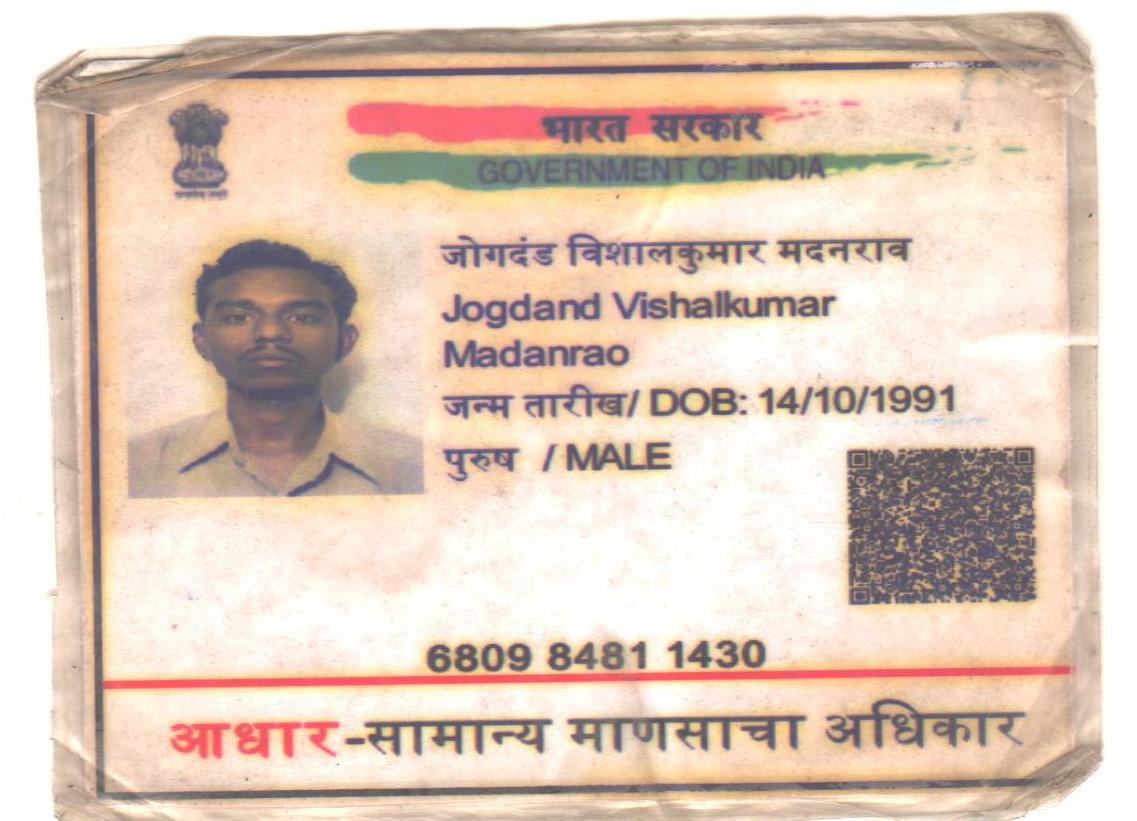 भारत सरकार
GOVERNMENT OF INDIA
जोगदंड विशालकुमार मदनराव
Jogdand Vishalkumar
Madanrao
जन्म तारीख/ DOB: 14/10/1991
पुरुष / MALE
6809 8481 1430
आधार-सामान्य माणसाचा अधिकार